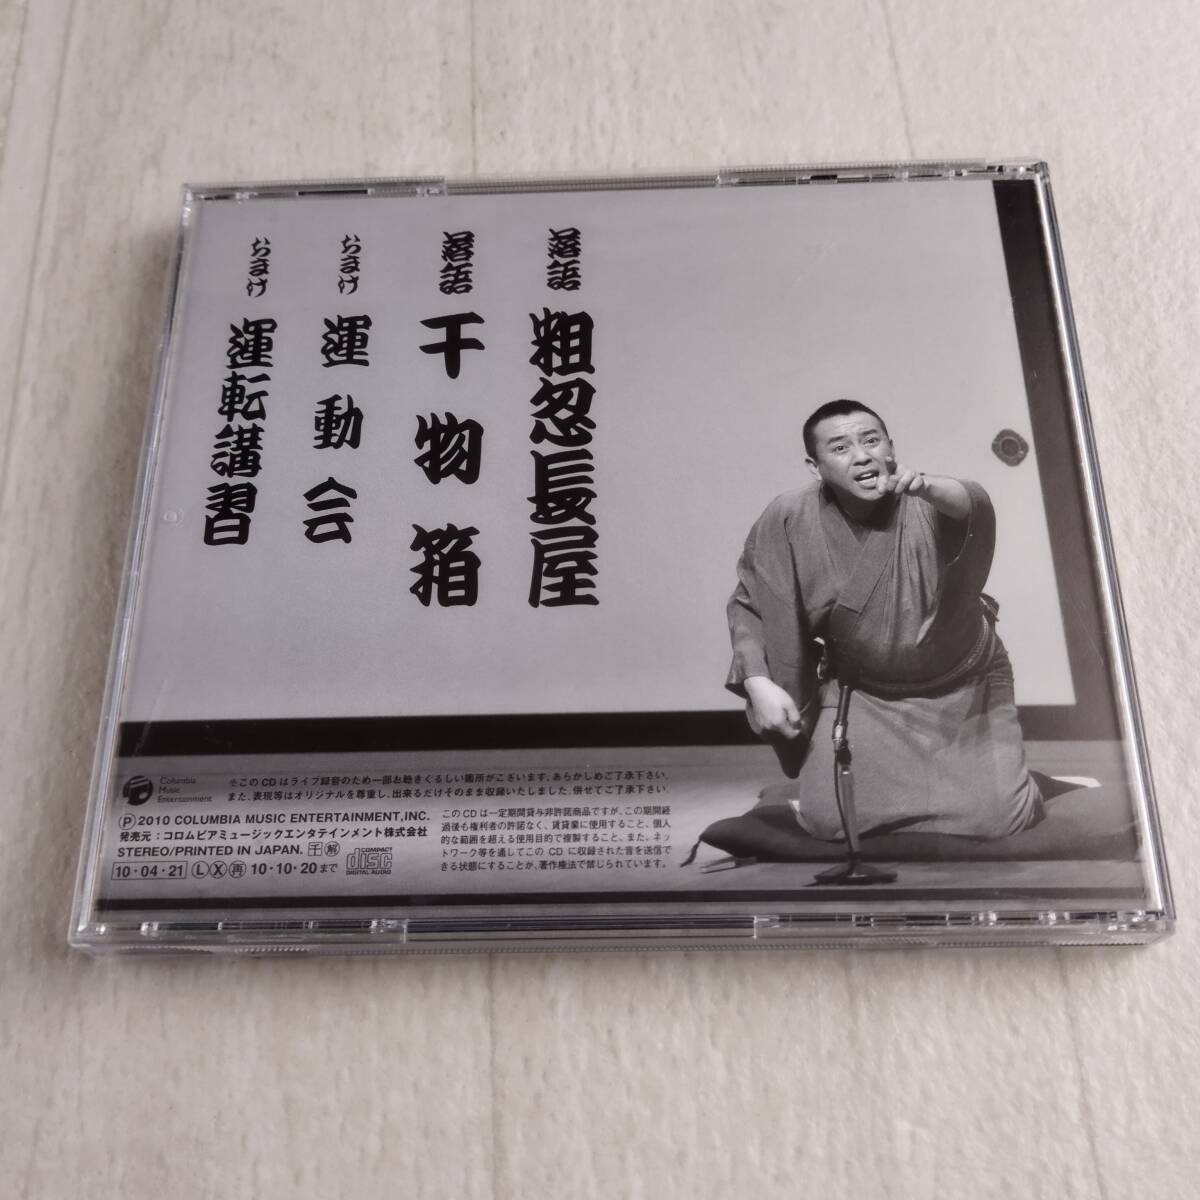 落語 粗忽長屋
落語 干物箱
おまけ 運動会
おまけ 運転講習
Columbia
Music
Entertainment
※このCDはライブ録音のため一部お聴きぐるしい箇所がございます。あらかじめご了承下さい。
また、表現等はオリジナルを尊重し、出来るだけそのまま収録いたしました。併せてご了承下さい。
Ⓟ2010 COLUMBIA MUSIC ENTERTAINMENT,INC.
発売元：コロムビアミュージックエンタテインメント株式会社
STEREO/PRINTED IN JAPAN. 干 解
10・04・21 Ⓛ Ⓧ 再 10・10・20まで
COMPACT
disc
DIGITAL AUDIO
このCDは一定期間貸与非許諾商品ですが、この期間経
過後も権利者の許諾なく、賃貸業に使用すること、個人
的な範囲を超える使用目的で複製すること、また、ネッ
トワーク等を通してこのCDに収録された音を送信で
きる状態にすることが、著作権法で禁じられています。